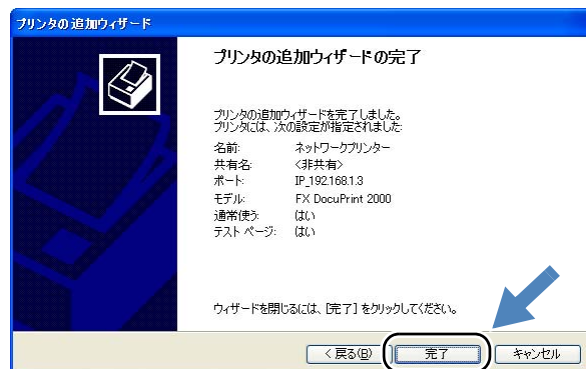 プリンタの追加ウィザード
プリンタの追加ウィザードの完了
プリンタの追加ウィザードを完了しました。
プリンタには、次の設定が指定されました:
名前: ネットワークプリンター
共有名: <非共有>
ポート: IP_192.168.1.3
モデル: FX DocuPrint 2000
通常使う: はい
テスト ページ: はい
ウィザードを閉じるには、[完了] をクリックしてください。
< 戻る(B) 完了 キャンセル